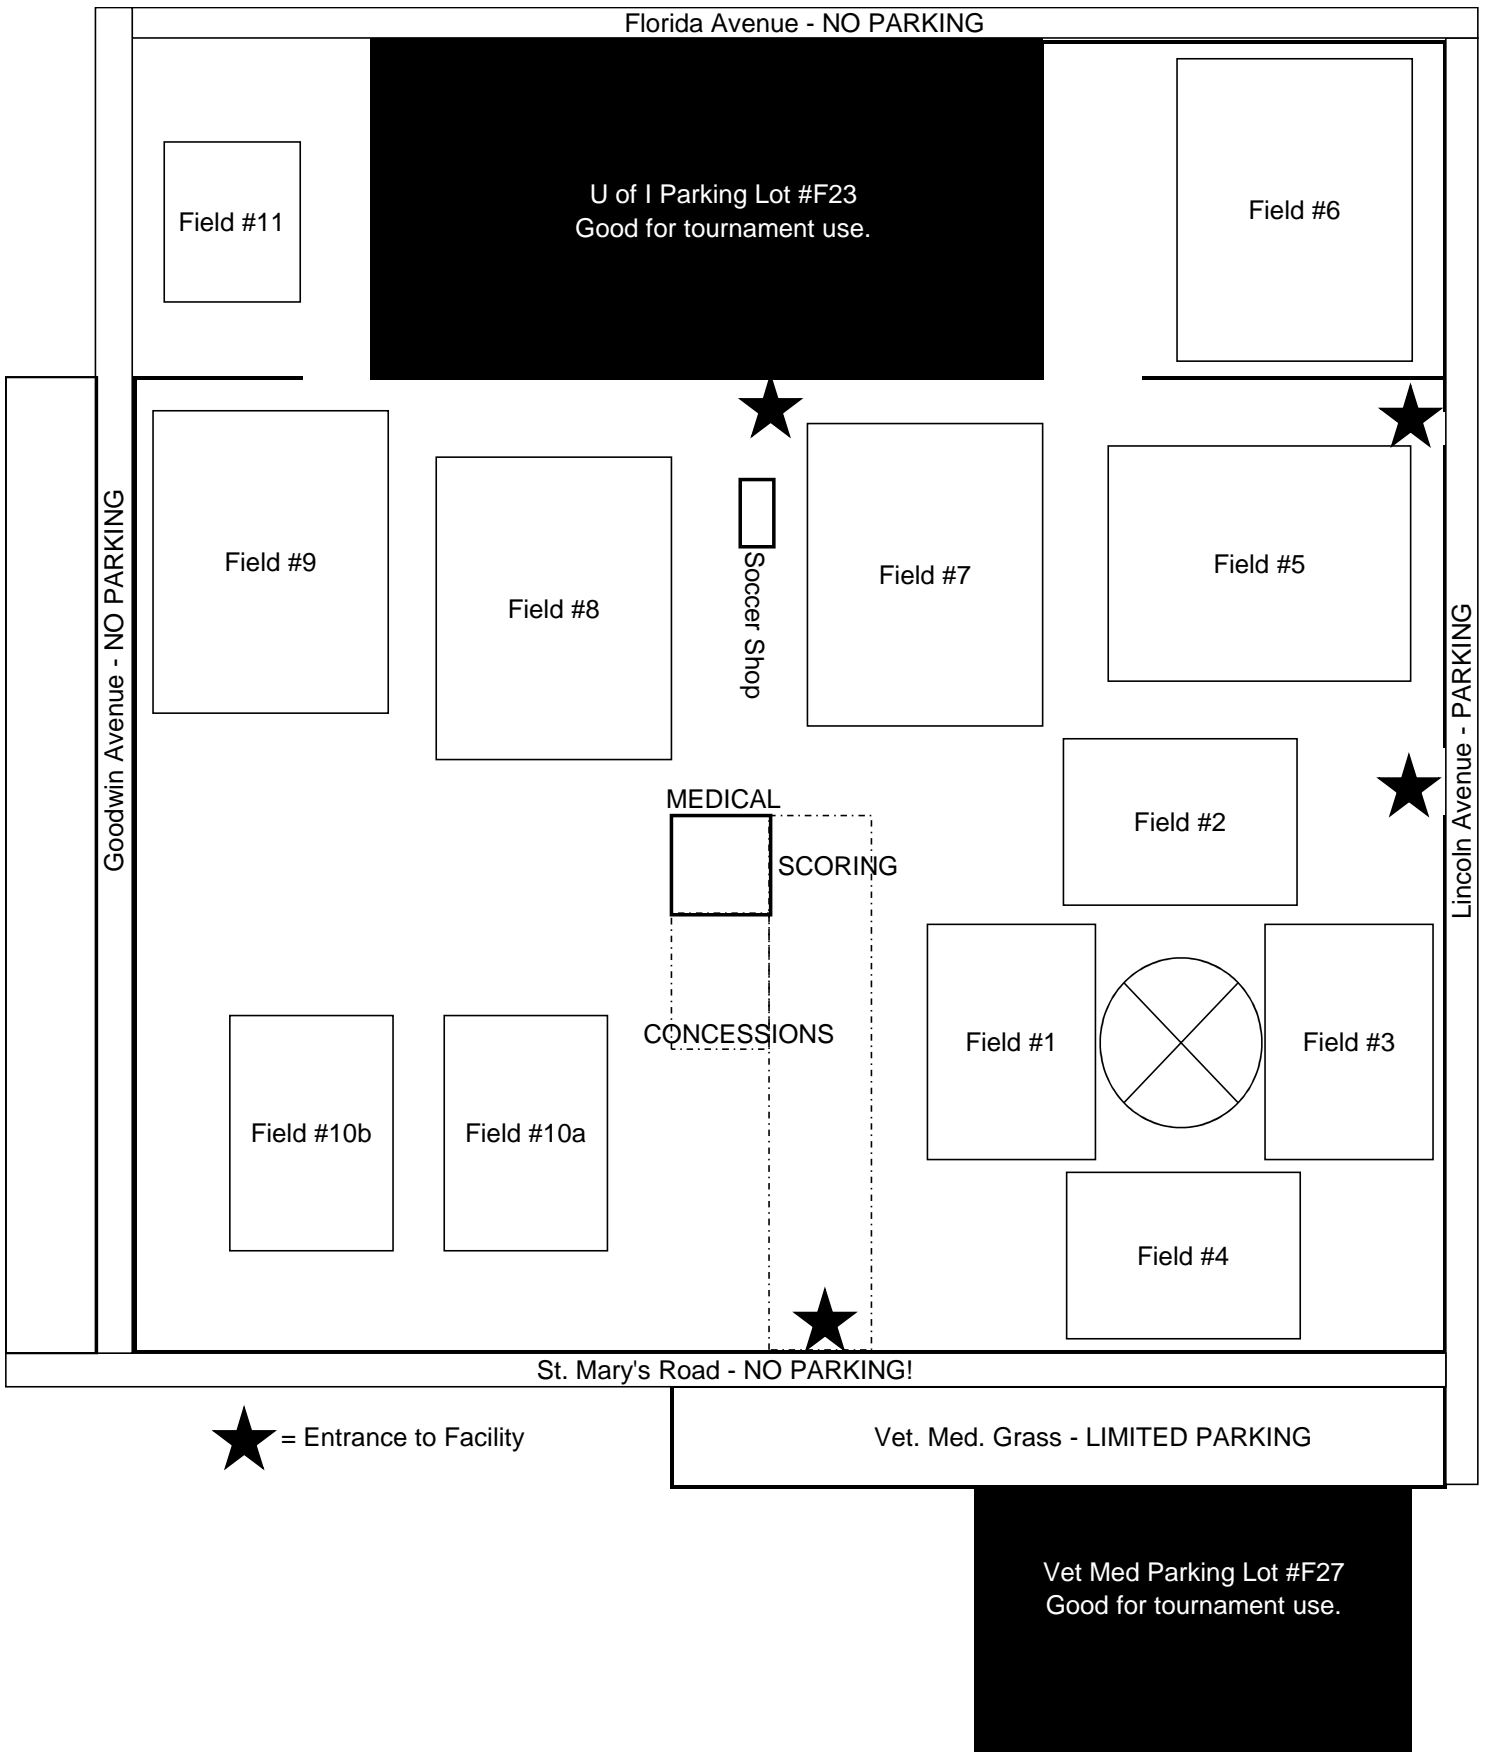 Florida Avenue - NO PARKING
U of I Parking Lot #F23
Good for tournament use.
Field #11
Field #6
Goodwin Avenue - NO PARKING
Field #9
Field #8
Soccer Shop
Field #7
Field #5
Lincoln Avenue - PARKING
MEDICAL
SCORING
CONCESSIONS
Field #2
Field #1
Field #3
Field #10b
Field #10a
Field #4
St. Mary's Road - NO PARKING!
= Entrance to Facility
Vet. Med. Grass - LIMITED PARKING
Vet Med Parking Lot #F27
Good for tournament use.